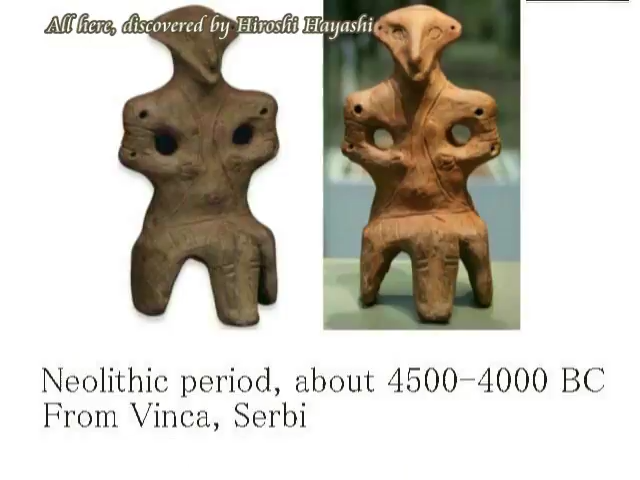 All here, discovered by Hiroshi Hayashi
Neolithic period, about 4500-4000 BC
From Vinca, Serbi